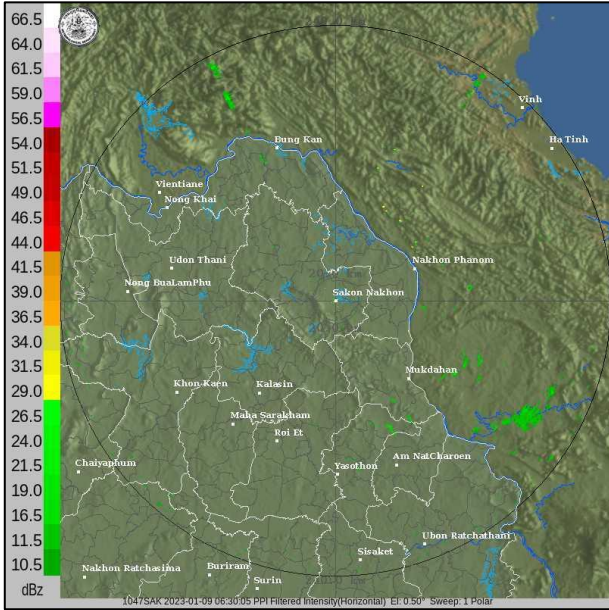 66.5
64.0
61.5
59.0
56.5
54.0
51.5
49.0
46.5
44.0
41.5
39.0
36.5
34.0
31.5
29.0
26.5
24.0
21.5
19.0
16.5
14.0
11.5
10.5
dBz
Vinh
Ha Tinh
Bung Kan
Vientiane
Nong Khai
Udon Thani
Nakhon Phanom
Nong BuaLamPhu
Sakon Nakhon
Mukdahan
Khon Kaen
Kalasin
Maha Sarakham
Roi Et
Chaiyaphum
Am NatCharoen
Yasothon
Ubon Ratchathani
Sisaket
Nakhon Ratchasima
Buriram
Surin
1047SAK 2023-01-09 06:30:05 PPI Filtered Intensity(Horizontal) El: 0.50° Sweep: 1 Polar